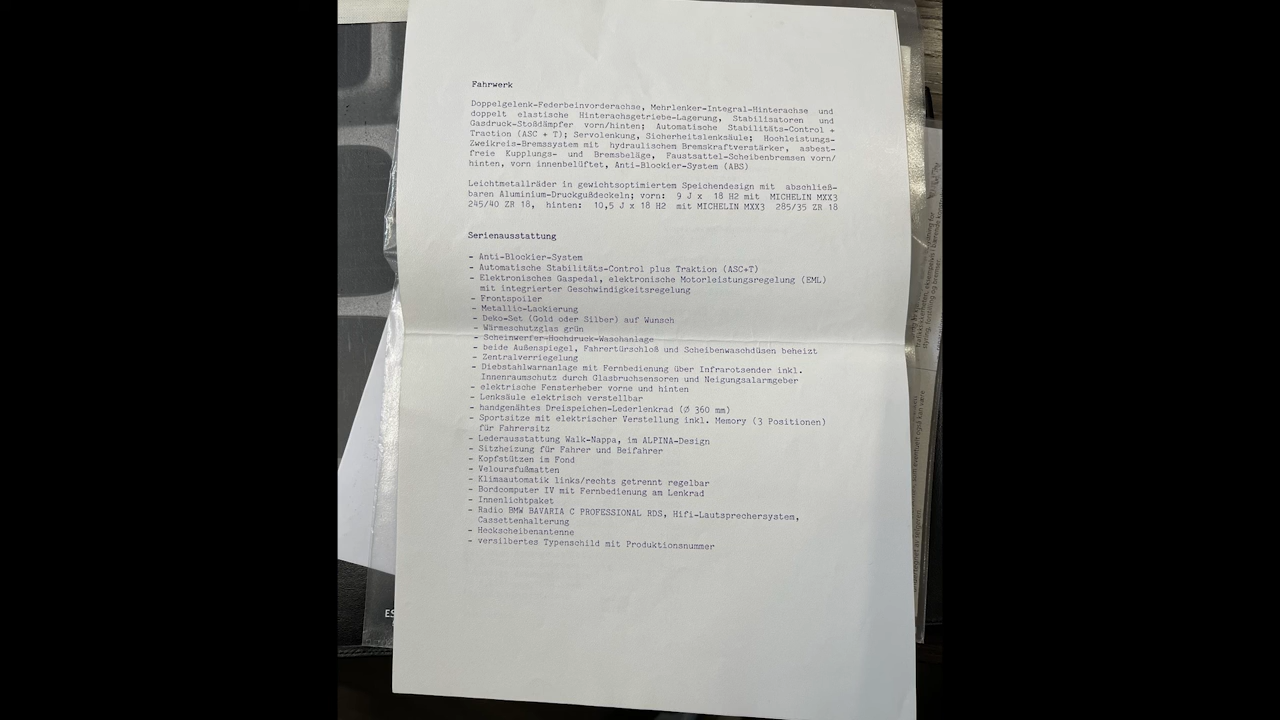 Fahrwerk
Doppelgelenk-Federbeinvorderachse, Mehrlenker-Integral-Hinterachse und
doppelt elastische Hinterachsgetriebe-Lagerung, Stabilisatoren und
Gasdruck-Stoßdämpfer vorn/hinten; Automatische Stabilitäts-Control +
Traction (ASC + T); Servolenkung, Sicherheitslenksäule; Hochleistungs-
Zweikreis-Bremssystem mit hydraulischem Bremskraftverstärker, asbest-
freie Kupplungs- und Bremsbeläge, Faustsattel-Scheibenbremsen vorn/
hinten, vorn innenbelüftet, Anti-Blockier-System (ABS)
Leichtmetallräder in gewichtsoptimiertem Speichendesign mit abschließ-
baren Aluminium-Druckgußdeckeln; vorn: 9 J x 18 H2 mit MICHELIN MXX3
245/40 ZR 18, hinten: 10,5 J x 18 H2 mit MICHELIN MXX3 285/35 ZR 18
Serienausstattung
- Anti-Blockier-System
- Automatische Stabilitäts-Control plus Traktion (ASC+T)
- Elektronisches Gaspedal, elektronische Motorleistungsregelung (EML)
mit integrierter Geschwindigkeitsregelung
- Frontspoiler
- Metallic-Lackierung
- Deko-Set (Gold oder Silber) auf Wunsch
- Wärmeschutzglas grün
- Scheinwerfer-Hochdruck-Waschanlage
- beide Außenspiegel, Fahrertürschloß und Scheibenwaschdüsen beheizt
- Zentralverriegelung
- Diebstahlwarnanlage mit Fernbedienung über Infrarotsender inkl.
Innenraumschutz durch Glasbruchsensoren und Neigungsalarmgeber
- elektrische Fensterheber vorne und hinten
- Lenksäule elektrisch verstellbar
- handgenähtes Dreispeichen-Lederlenkrad (Ø 360 mm)
- Sportsitze mit elektrischer Verstellung inkl. Memory (3 Positionen)
für Fahrersitz
- Lederausstattung Walk-Nappa, im ALPINA-Design
- Sitzheizung für Fahrer und Beifahrer
- Kopfstützen im Fond
- Veloursfußmatten
- Klimaautomatik links/rechts getrennt regelbar
- Bordcomputer IV mit Fernbedienung am Lenkrad
- Innenlichtpaket
- Radio BMW BAVARIA C PROFESSIONAL RDS, Hifi-Lautsprechersystem,
Cassettenhalterung
- Heckscheibenantenne
- versilbertes Typenschild mit Produktionsnummer
ES